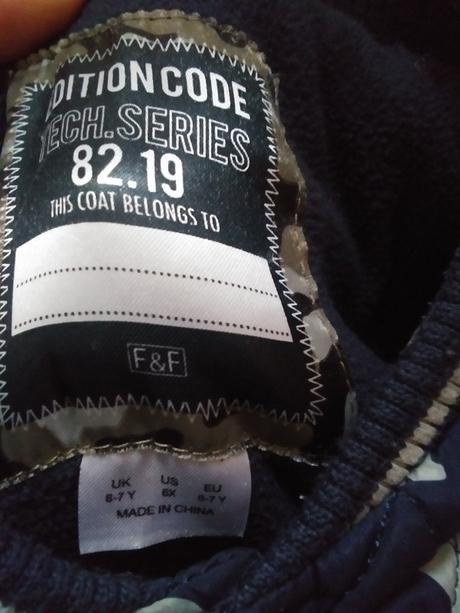 EDITION CODE
TECH.SERIES
82.19
THIS COAT BELONGS TO
F&F
UK US EU
6-7 Y 6X 6-7 Y
MADE IN CHINA